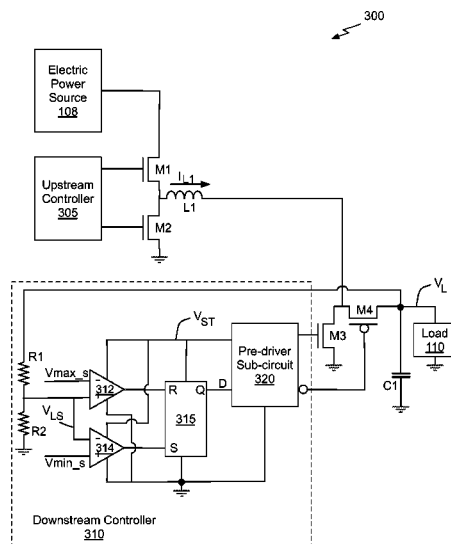 300
Electric Power
Source
108
Upstream
Controller
305
M1
IL1
L1
M2
VST
M4
VL
M3
Load
110
C1
Pre-driver
Sub-circuit
320
R1
Vmax_s
312
R
Q
D
315
S
VLS
R2
314
Vmin_s
Downstream Controller
310